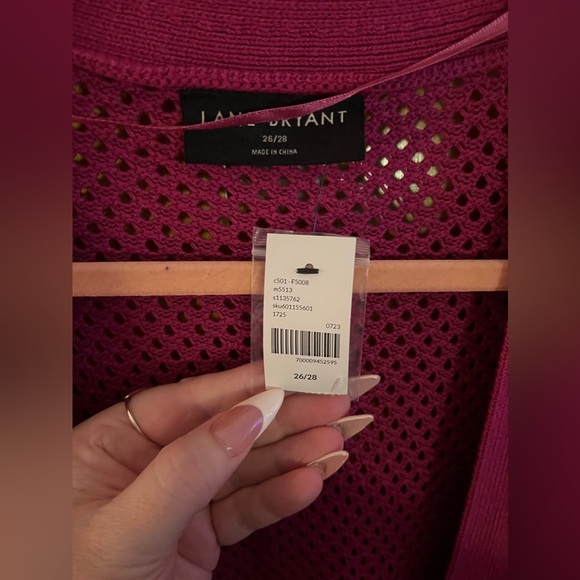 LANE BRYANT
26/28
MADE IN CHINA
c501 - F5008
m5513
s1135762
sku601155601
1725
0723
700009452595
26/28